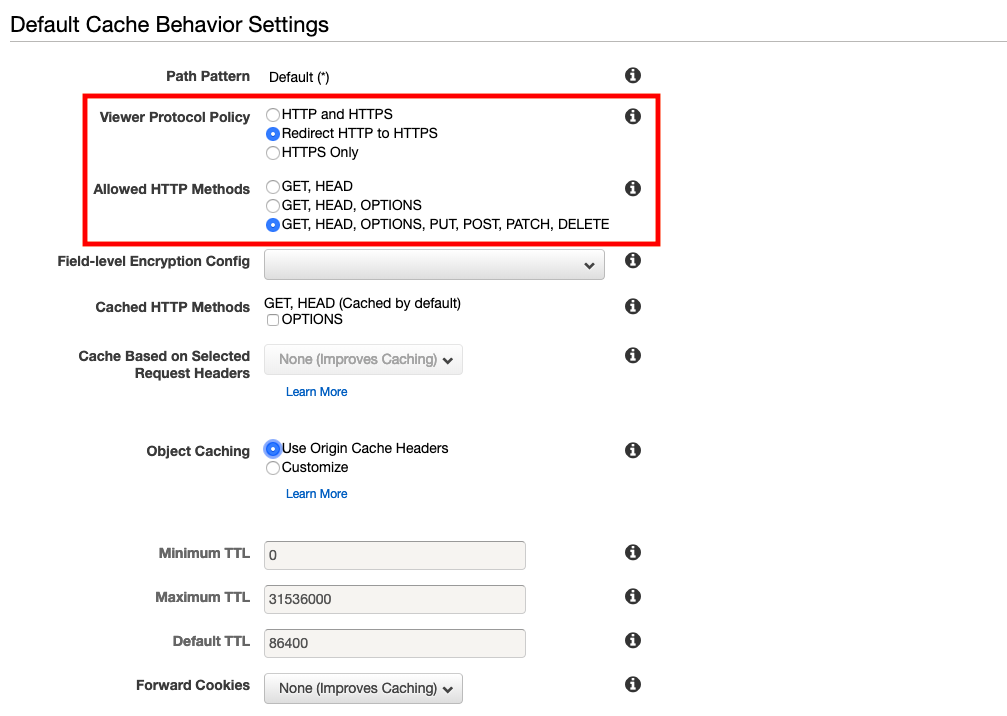 Default Cache Behavior Settings
Path Pattern Default (*)
Viewer Protocol Policy HTTP and HTTPS
Redirect HTTP to HTTPS
HTTPS Only
Allowed HTTP Methods GET, HEAD
GET, HEAD, OPTIONS
GET, HEAD, OPTIONS, PUT, POST, PATCH, DELETE
Field-level Encryption Config
Cached HTTP Methods GET, HEAD (Cached by default)
OPTIONS
Cache Based on Selected
Request Headers
None (Improves Caching)
Learn More
Object Caching Use Origin Cache Headers
Customize
Learn More
Minimum TTL 0
Maximum TTL 31536000
Default TTL 86400
Forward Cookies None (Improves Caching)